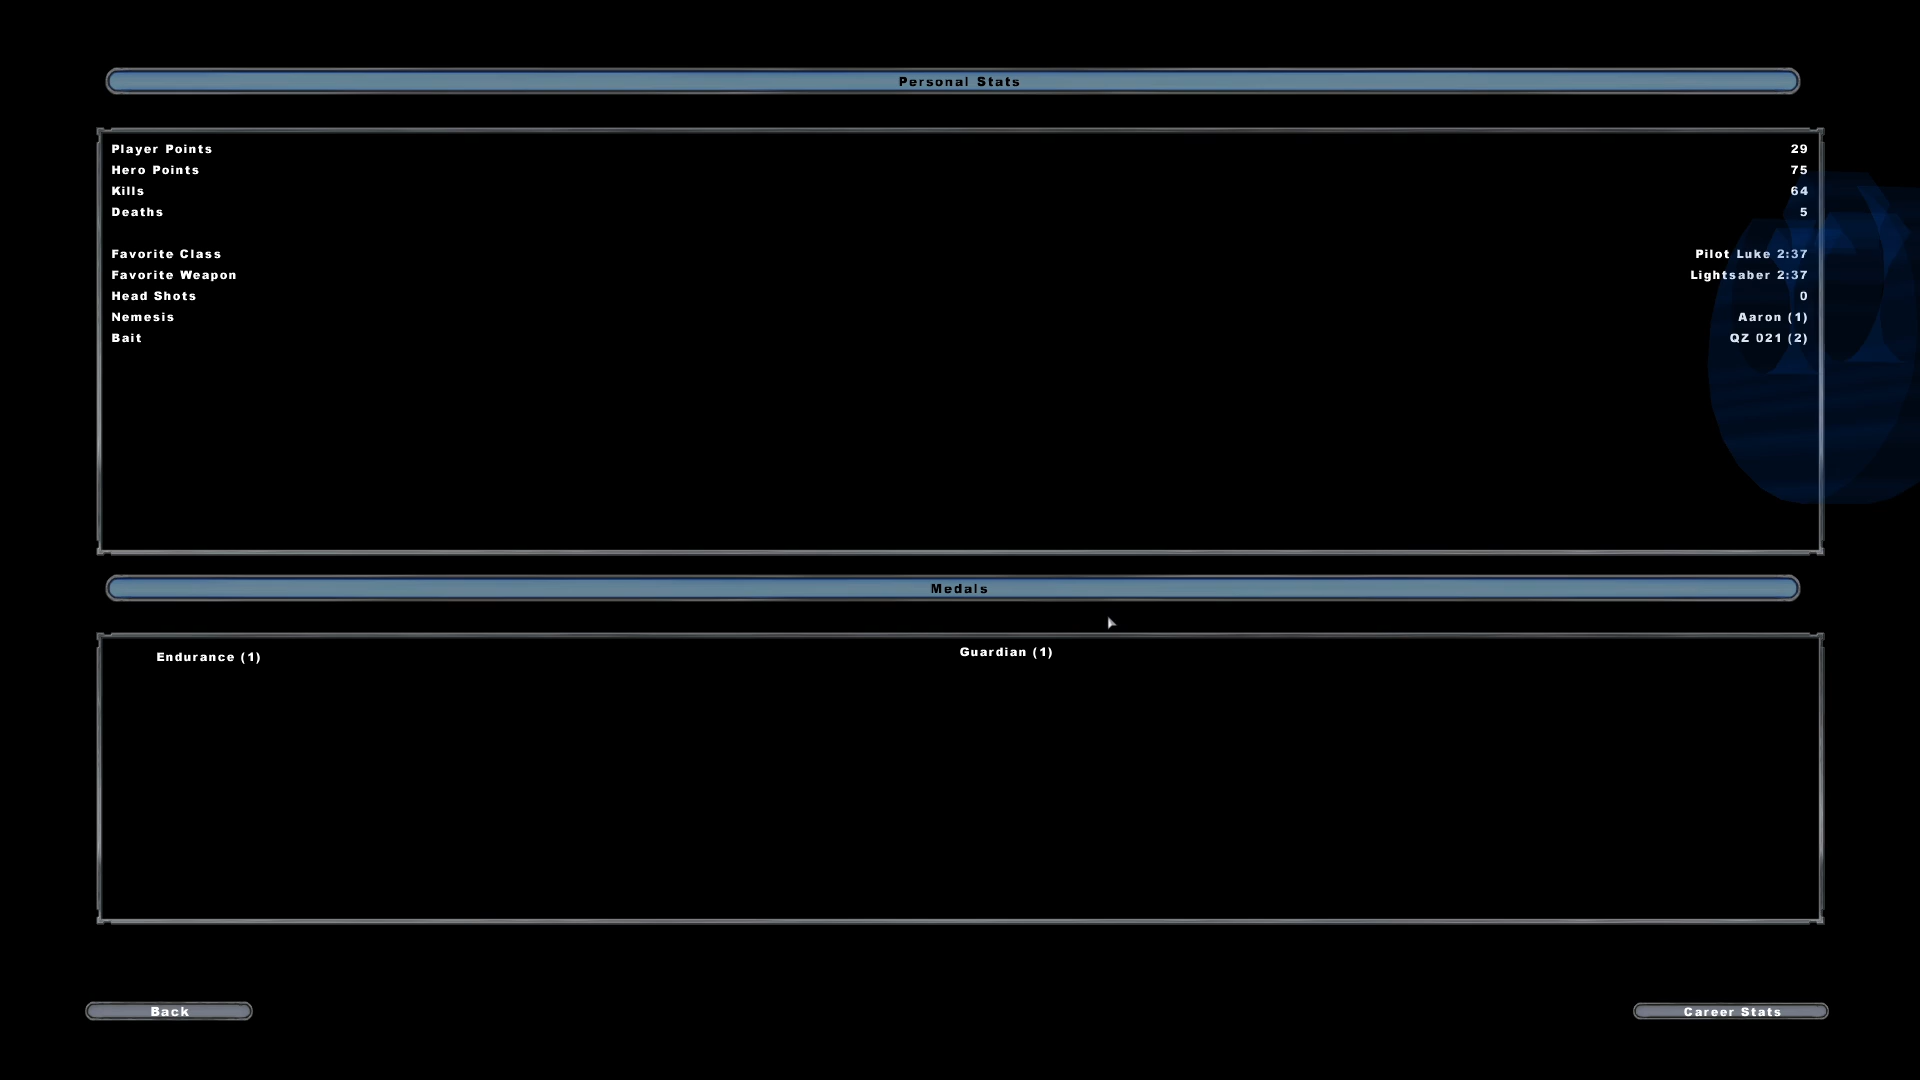 Personal Stats
Player Points 29
Hero Points 75
Kills 64
Deaths 5
Favorite Class Pilot Luke 2:37
Favorite Weapon Lightsaber 2:37
Head Shots 0
Nemesis Aaron (1)
Bait QZ 021 (2)
Medals
Endurance (1) Guardian (1)
Back Career Stats